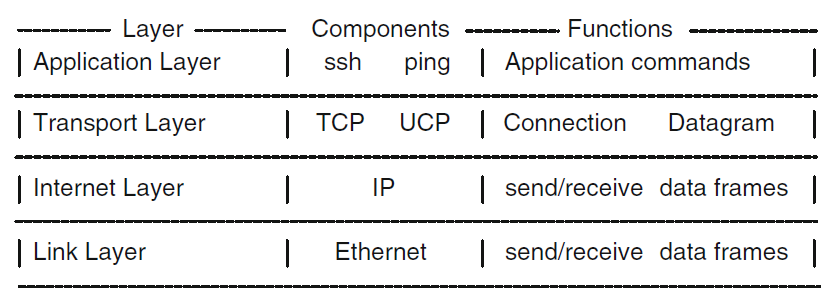 Layer Components Functions
Application Layer ssh ping Application commands
Transport Layer TCP UCP Connection Datagram
Internet Layer IP send/receive data frames
Link Layer Ethernet send/receive data frames